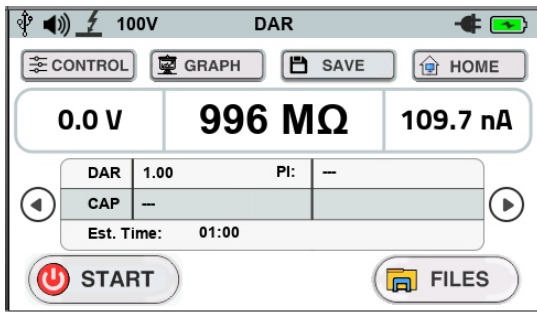 100V DAR
CONTROL GRAPH SAVE HOME
0.0 V 996 MΩ 109.7 nA
DAR 1.00 PI: ---
CAP ---
Est. Time: 01:00
START FILES